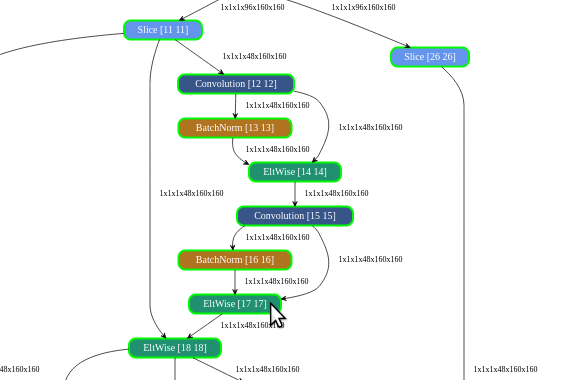 1x1x1x96x160x160
1x1x1x96x160x160
Slice [11 11]
1x1x1x48x160x160
Slice [26 26]
Convolution [12 12]
1x1x1x48x160x160
BatchNorm [13 13]
1x1x1x48x160x160
1x1x1x48x160x160
EltWise [14 14]
1x1x1x48x160x160
1x1x1x48x160x160
Convolution [15 15]
1x1x1x48x160x160
BatchNorm [16 16]
1x1x1x48x160x160
1x1x1x48x160x160
EltWise [17 17]
1x1x1x48x160x160
EltWise [18 18]
48x160x160
1x1x1x48x160x160
1x1x1x48x160x160